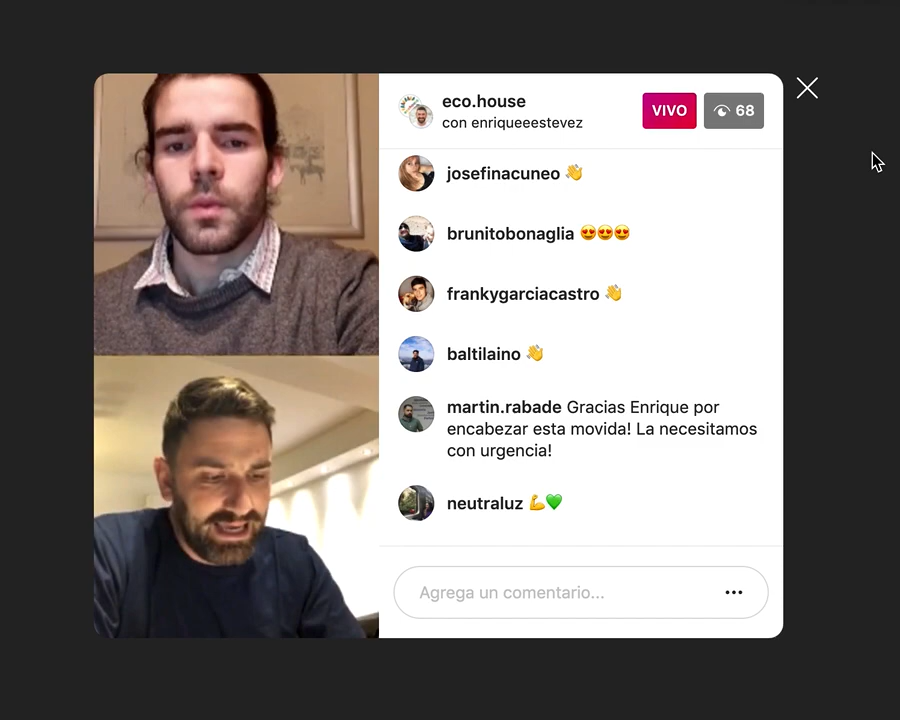 eco.house
con enriqueeestevez
VIVO
68
josefinacuneo 👋
brunitobonaglia 😍😍😍
frankygarciacastro 👋
baltilaino 👋
martin.rabade Gracias Enrique por
encabezar esta movida! La necesitamos
con urgencia!
neutraluz 💪💚
Agrega un comentario...